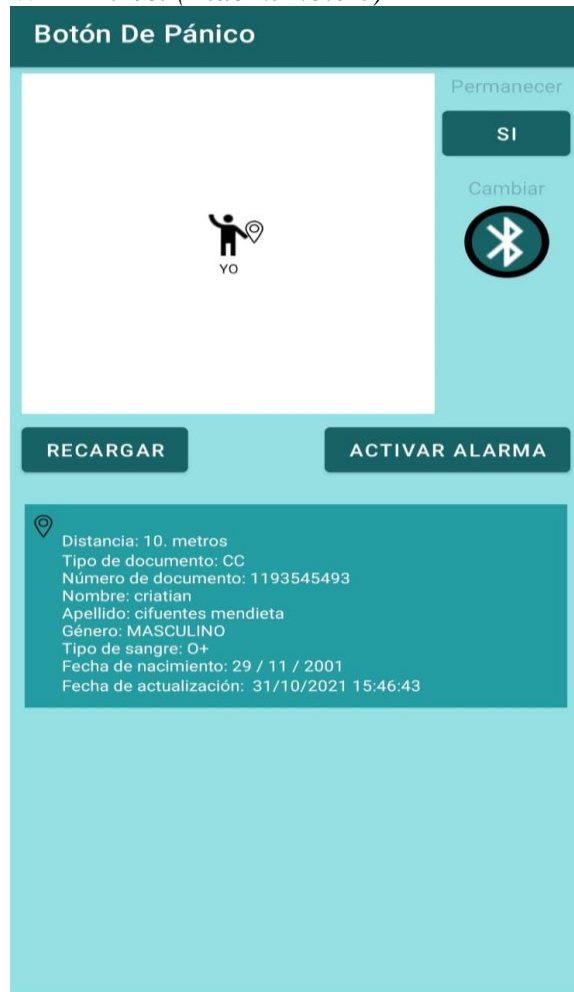 Botón De Pánico
Permanecer
SI
Cambiar
YO
RECARGAR
ACTIVAR ALARMA
Distancia: 10. metros
Tipo de documento: CC
Número de documento: 1193545493
Nombre: criatian
Apellido: cifuentes mendieta
Género: MASCULINO
Tipo de sangre: O+
Fecha de nacimiento: 29 / 11 / 2001
Fecha de actualización: 31/10/2021 15:46:43